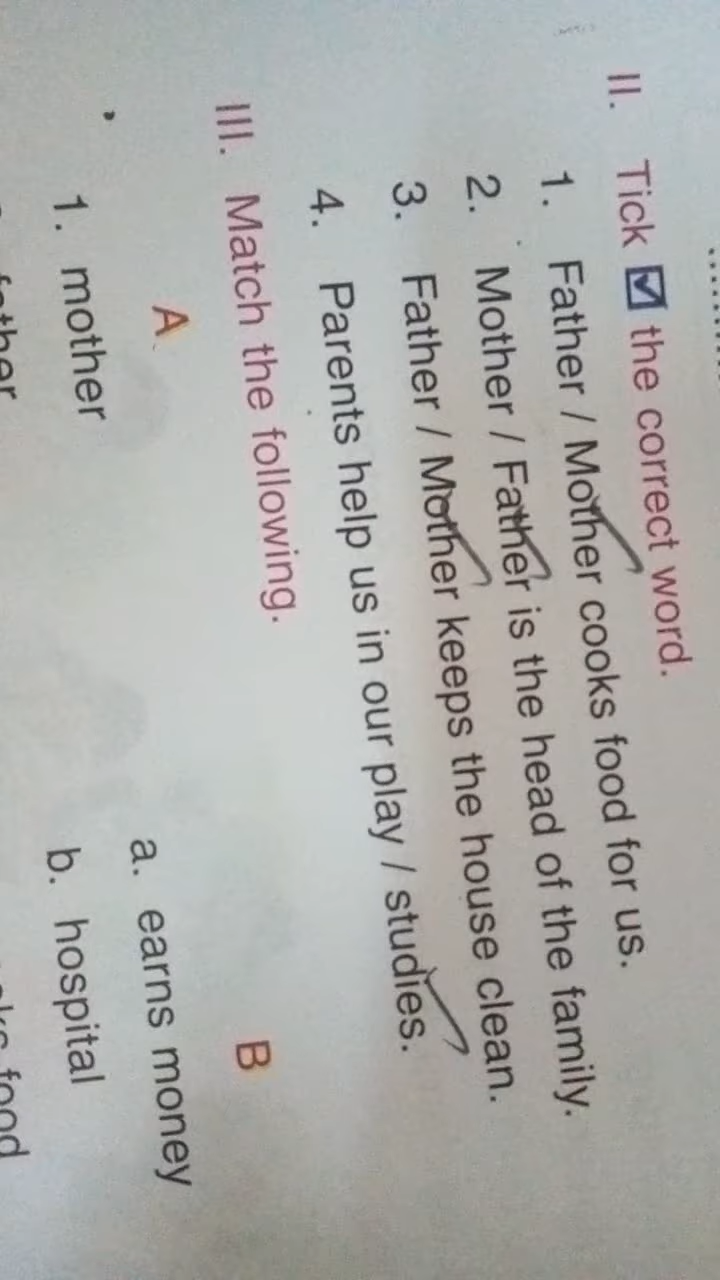 II. Tick ☑ the correct word.
1. Father / Mother cooks food for us.
2. Mother / Father is the head of the family.
3. Father / Mother keeps the house clean.
4. Parents help us in our play / studies.
III. Match the following.
A B
a. earns money
1. mother b. hospital
food